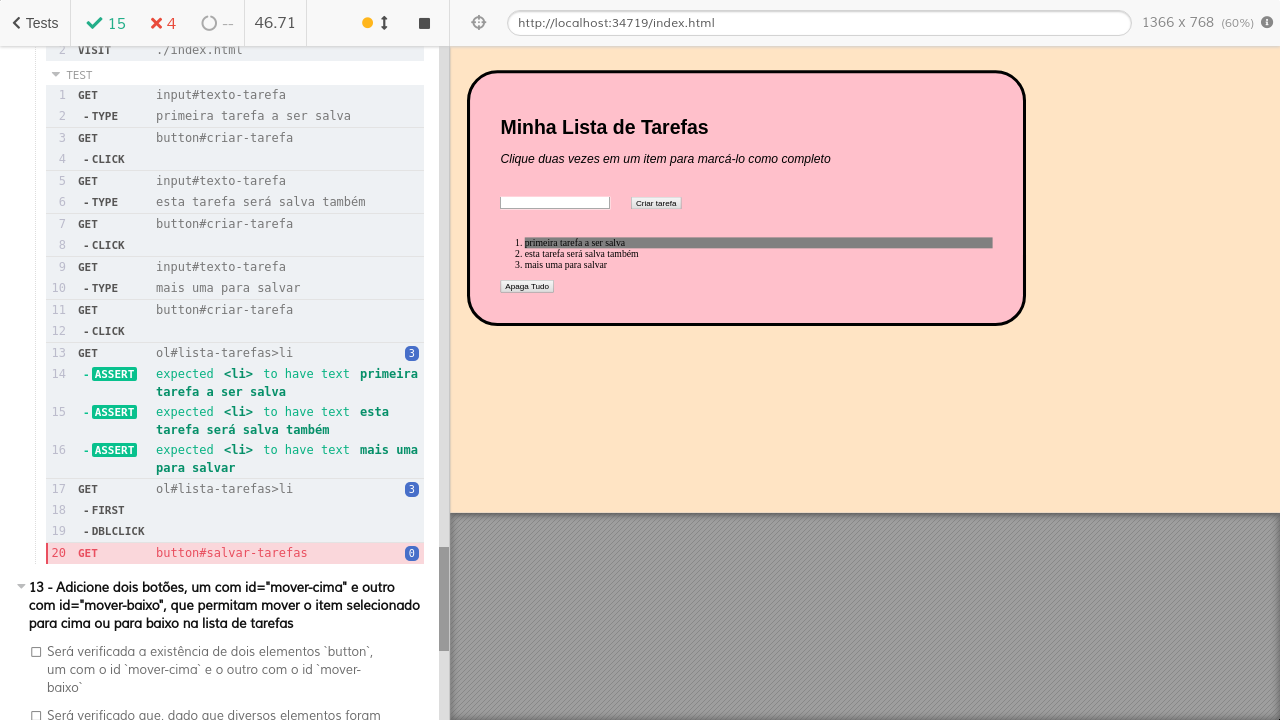 Tests 15 4 -- 46.71 http://localhost:34719/index.html 1366 x 768 (60%)
2 VISIT ./index.html
TEST
1 GET input#texto-tarefa
2 -TYPE primeira tarefa a ser salva
3 GET button#criar-tarefa
4 -CLICK
5 GET input#texto-tarefa
6 -TYPE esta tarefa será salva também
7 GET button#criar-tarefa
8 -CLICK
9 GET input#texto-tarefa
10 -TYPE mais uma para salvar
11 GET button#criar-tarefa
12 -CLICK
13 GET ol#lista-tarefas>li 3
14 -ASSERT expected <li> to have text primeira
tarefa a ser salva
15 -ASSERT expected <li> to have text esta
tarefa será salva também
16 -ASSERT expected <li> to have text mais uma
para salvar
17 GET ol#lista-tarefas>li 3
18 -FIRST
19 -DBLCLICK
20 GET button#salvar-tarefas 0
13 - Adicione dois botões, um com id="mover-cima" e outro
com id="mover-baixo", que permitam mover o item selecionado
para cima ou para baixo na lista de tarefas
Será verificada a existência de dois elementos `button`,
um com o id `mover-cima` e o outro com o id `mover-
baixo`
Será verificado que, dado que diversos elementos foram
Minha Lista de Tarefas
Clique duas vezes em um item para marcá-lo como completo
Criar tarefa
1. primeira tarefa a ser salva
2. esta tarefa será salva também
3. mais uma para salvar
Apaga Tudo